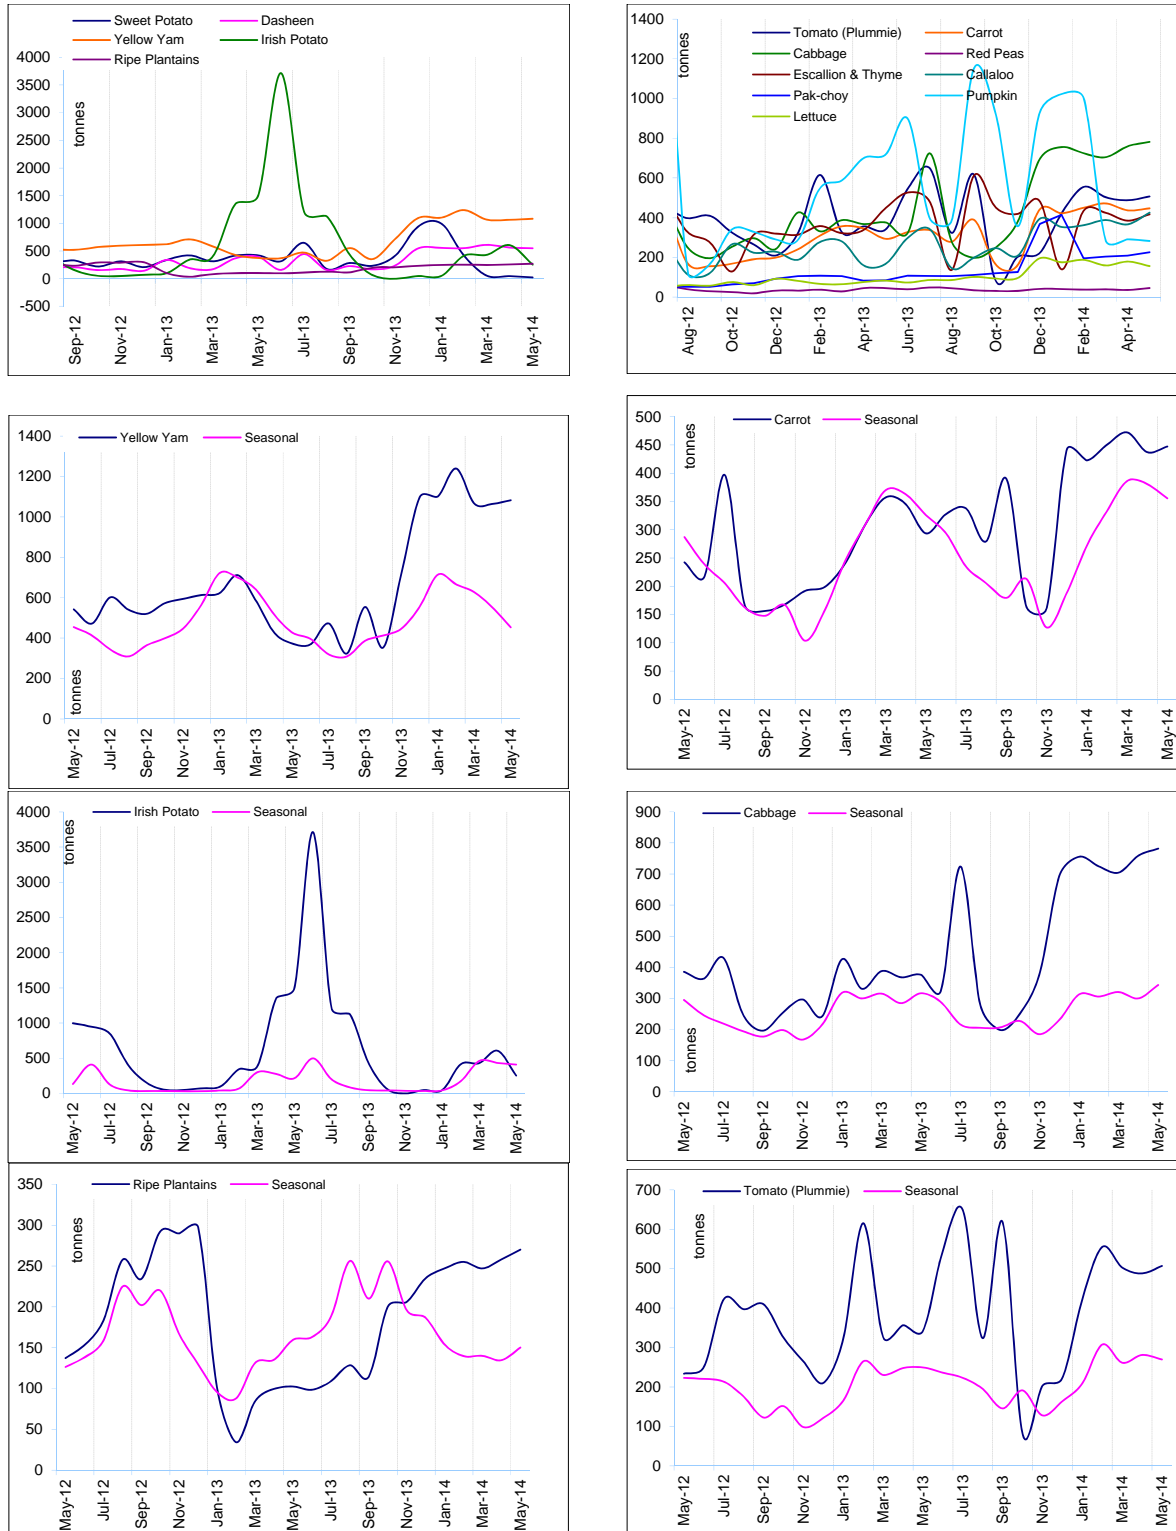 Sweet Potato Dasheen
Yellow Yam Irish Potato
Ripe Plantains
tonnes
4000
3500
3000
2500
2000
1500
1000
500
0
-500
Sep-12 Nov-12 Jan-13 Mar-13 May-13 Jul-13 Sep-13 Nov-13 Jan-14 Mar-14 May-14
Tomato (Plummie) Carrot
Cabbage Red Peas
Escallion & Thyme Callaloo
Pak-choy Pumpkin
Lettuce
tonnes
1400
1200
1000
800
600
400
200
0
Aug-12 Oct-12 Dec-12 Feb-13 Apr-13 Jun-13 Aug-13 Oct-13 Dec-13 Feb-14 Apr-14
Yellow Yam Seasonal
1400
1200
1000
800
600
400
200
0
tonnes
May-12 Jul-12 Sep-12 Nov-12 Jan-13 Mar-13 May-13 Jul-13 Sep-13 Nov-13 Jan-14 Mar-14 May-14
Carrot Seasonal
tonnes
500
450
400
350
300
250
200
150
100
50
0
May-12 Jul-12 Sep-12 Nov-12 Jan-13 Mar-13 May-13 Jul-13 Sep-13 Nov-13 Jan-14 Mar-14 May-14
Irish Potato Seasonal
tonnes
4000
3500
3000
2500
2000
1500
1000
500
0
May-12 Jul-12 Sep-12 Nov-12 Jan-13 Mar-13 May-13 Jul-13 Sep-13 Nov-13 Jan-14 Mar-14 May-14
Cabbage Seasonal
900
800
700
600
500
400
300
200
100
0
tonnes
May-12 Jul-12 Sep-12 Nov-12 Jan-13 Mar-13 May-13 Jul-13 Sep-13 Nov-13 Jan-14 Mar-14 May-14
Ripe Plantains Seasonal
tonnes
350
300
250
200
150
100
50
0
May-12 Jul-12 Sep-12 Nov-12 Jan-13 Mar-13 May-13 Jul-13 Sep-13 Nov-13 Jan-14 Mar-14 May-14
Tomato (Plummie) Seasonal
tonnes
700
600
500
400
300
200
100
0
May-12 Jul-12 Sep-12 Nov-12 Jan-13 Mar-13 May-13 Jul-13 Sep-13 Nov-13 Jan-14 Mar-14 May-14